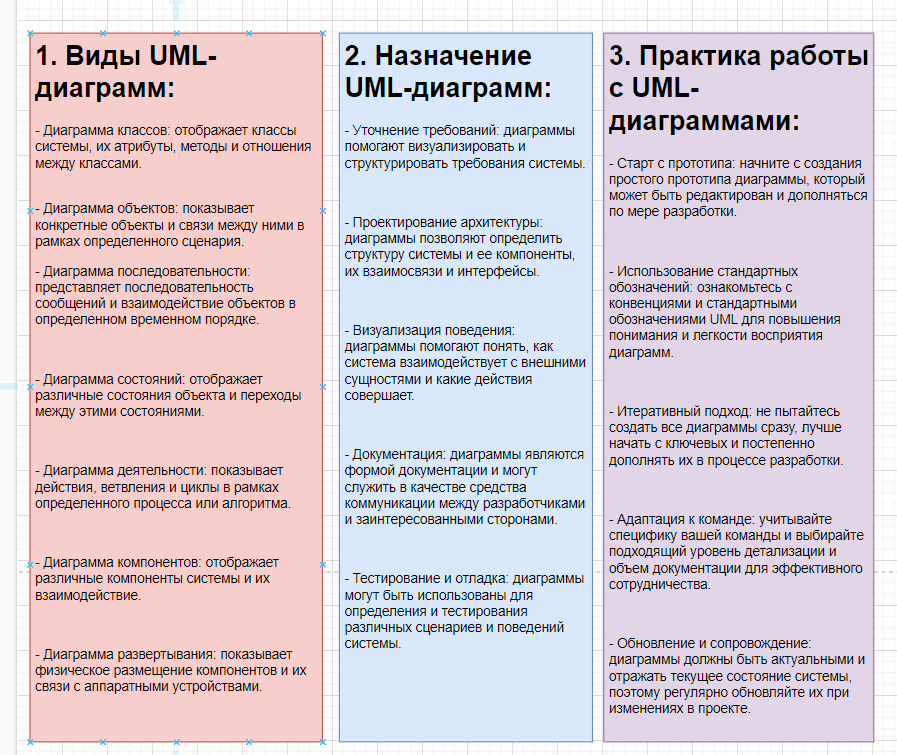 1. Виды UML-
диаграмм:
- Диаграмма классов: отображает классы
системы, их атрибуты, методы и отношения
между классами.
- Диаграмма объектов: показывает
конкретные объекты и связи между ними в
рамках определенного сценария.
- Диаграмма последовательности:
представляет последовательность
сообщений и взаимодействие объектов в
определенном временном порядке.
- Диаграмма состояний: отображает
различные состояния объекта и переходы
между этими состояниями.
- Диаграмма деятельности: показывает
действия, ветвления и циклы в рамках
определенного процесса или алгоритма.
- Диаграмма компонентов: отображает
различные компоненты системы и их
взаимодействие.
- Диаграмма развертывания: показывает
физическое размещение компонентов и их
связи с аппаратными устройствами.
2. Назначение
UML-диаграмм:
- Уточнение требований: диаграммы
помогают визуализировать и
структурировать требования системы.
- Проектирование архитектуры:
диаграммы позволяют определить
структуру системы и ее компоненты,
их взаимосвязи и интерфейсы.
- Визуализация поведения:
диаграммы помогают понять, как
система взаимодействует с внешними
сущностями и какие действия
совершает.
- Документация: диаграммы являются
формой документации и могут
служить в качестве средства
коммуникации между разработчиками
и заинтересованными сторонами.
- Тестирование и отладка: диаграммы
могут быть использованы для
определения и тестирования
различных сценариев и поведений
системы.
3. Практика работы
с UML-
диаграммами:
- Старт с прототипа: начните с создания
простого прототипа диаграммы, который
может быть редактирован и дополняться
по мере разработки.
- Использование стандартных
обозначений: ознакомьтесь с
конвенциями и стандартными
обозначениями UML для повышения
понимания и легкости восприятия
диаграмм.
- Итеративный подход: не пытайтесь
создать все диаграммы сразу, лучше
начать с ключевых и постепенно
дополнять их в процессе разработки.
- Адаптация к команде: учитывайте
специфику вашей команды и выбирайте
подходящий уровень детализации и
объем документации для эффективного
сотрудничества.
- Обновление и сопровождение:
диаграммы должны быть актуальными и
отражать текущее состояние системы,
поэтому регулярно обновляйте их при
изменениях в проекте.